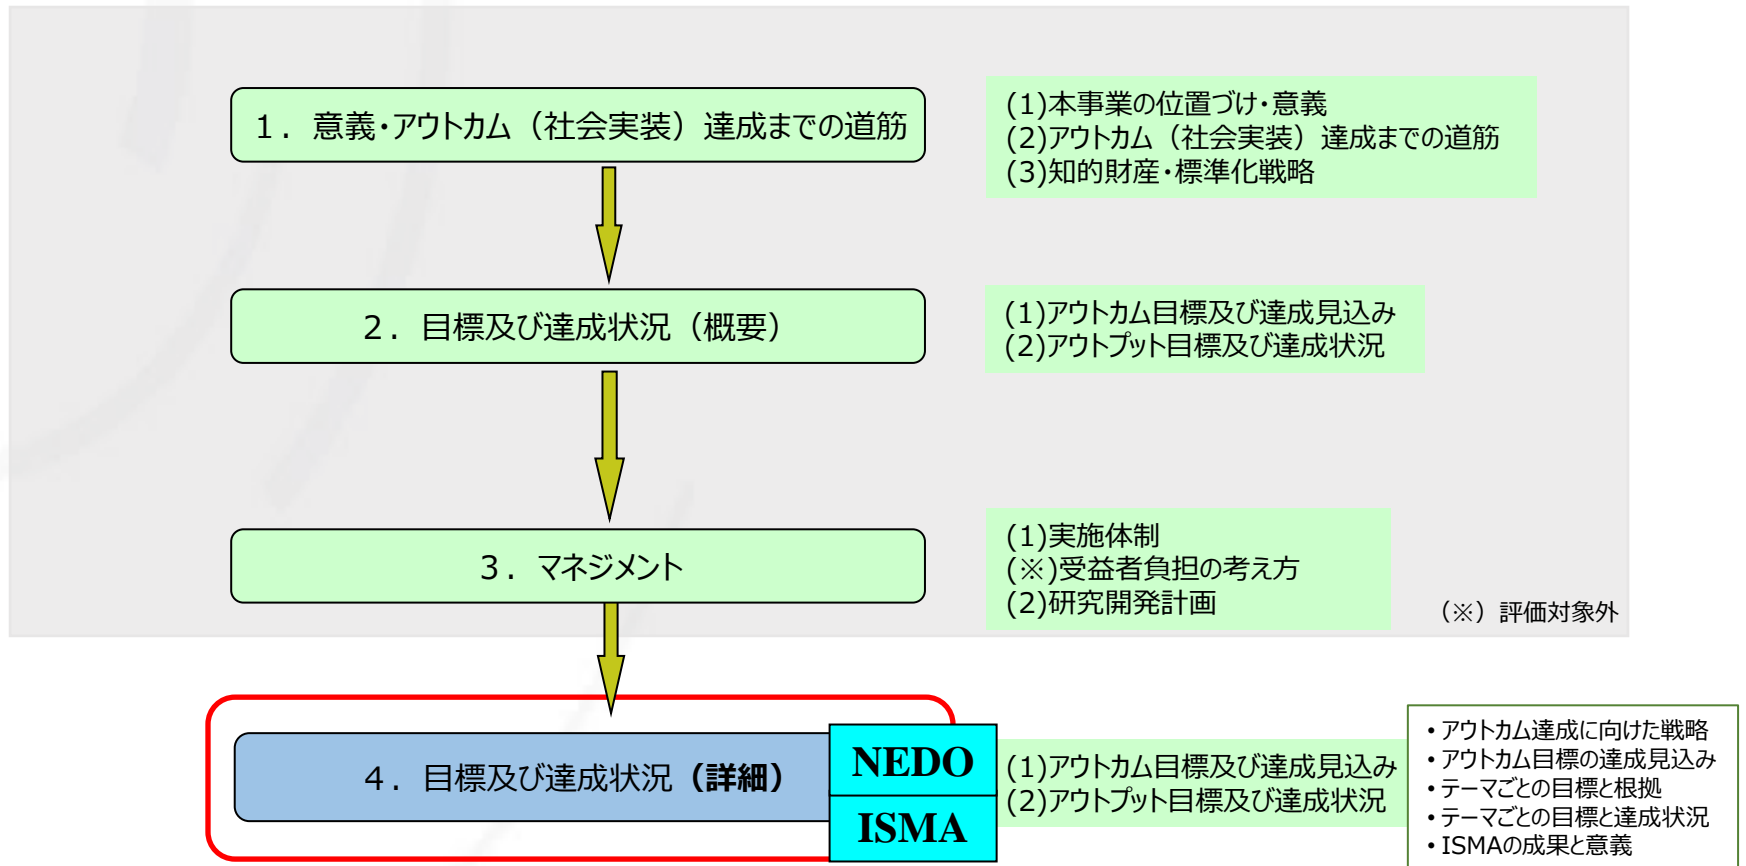 1. 意義・アウトカム（社会実装）達成までの道筋
(1)本事業の位置づけ・意義
(2)アウトカム（社会実装）達成までの道筋
(3)知的財産・標準化戦略
2. 目標及び達成状況（概要）
(1)アウトカム目標及び達成見込み
(2)アウトプット目標及び達成状況
3. マネジメント
(1)実施体制
(※)受益者負担の考え方
(2)研究開発計画
（※）評価対象外
4. 目標及び達成状況（詳細）
NEDO
ISMA
(1)アウトカム目標及び達成見込み
(2)アウトプット目標及び達成状況
• アウトカム達成に向けた戦略
• アウトカム目標の達成見込み
• テーマごとの目標と根拠
• テーマごとの目標と達成状況
• ISMAの成果と意義